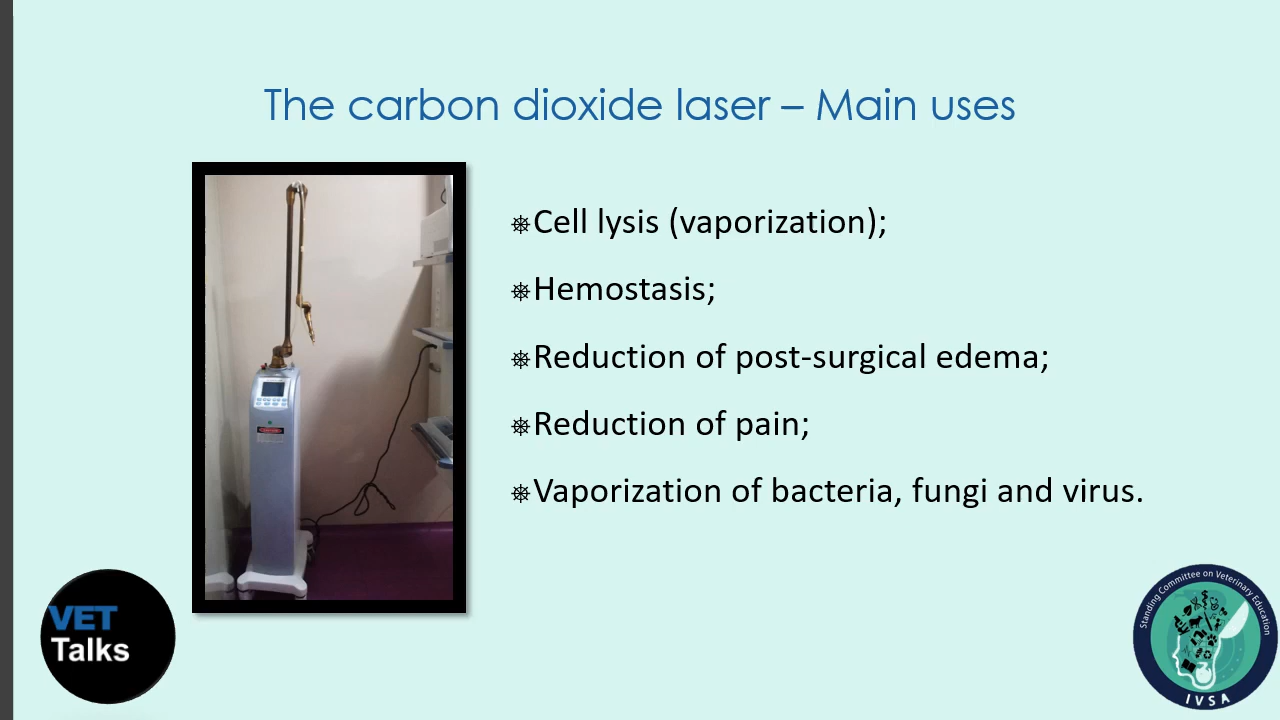 The carbon dioxide laser – Main uses
⎈Cell lysis (vaporization);
⎈Hemostasis;
⎈Reduction of post-surgical edema;
⎈Reduction of pain;
⎈Vaporization of bacteria, fungi and virus.
VET
Talks
Standing Committee on Veterinary Education
IVSA